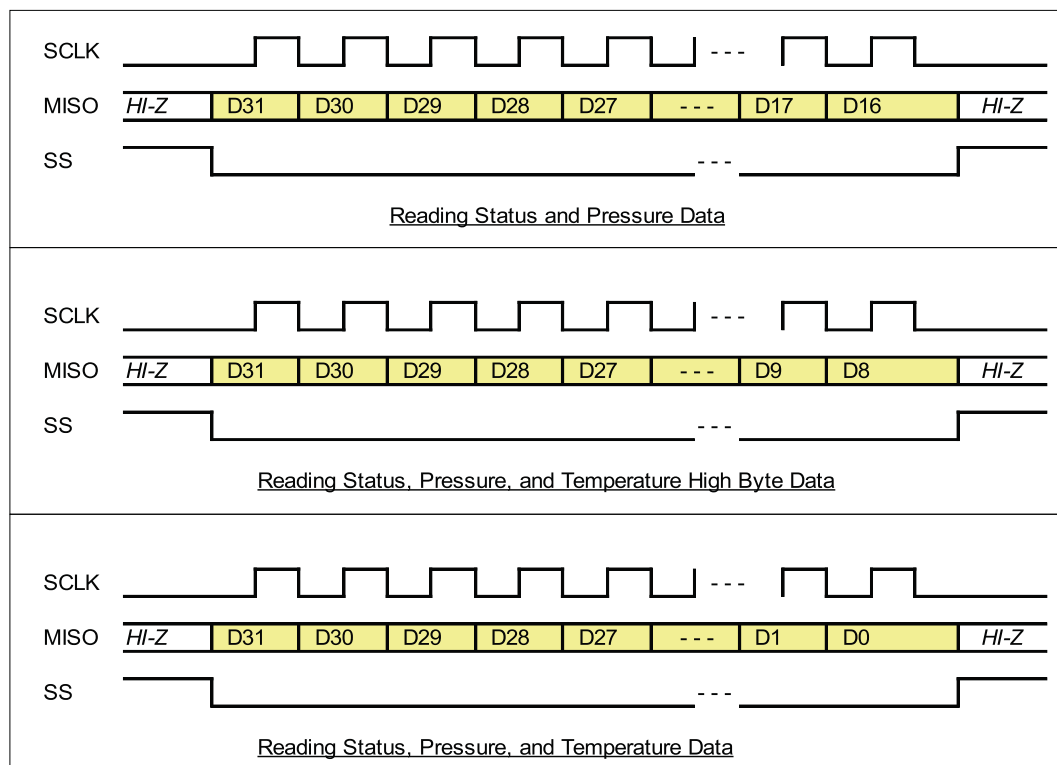 SCLK - - -
MISO HI-Z D31 D30 D29 D28 D27 - - - D17 D16 HI-Z
SS - - -
Reading Status and Pressure Data
SCLK - - -
MISO HI-Z D31 D30 D29 D28 D27 - - - D9 D8 HI-Z
SS - - -
Reading Status, Pressure, and Temperature High Byte Data
SCLK - - -
MISO HI-Z D31 D30 D29 D28 D27 - - - D1 D0 HI-Z
SS - - -
Reading Status, Pressure, and Temperature Data